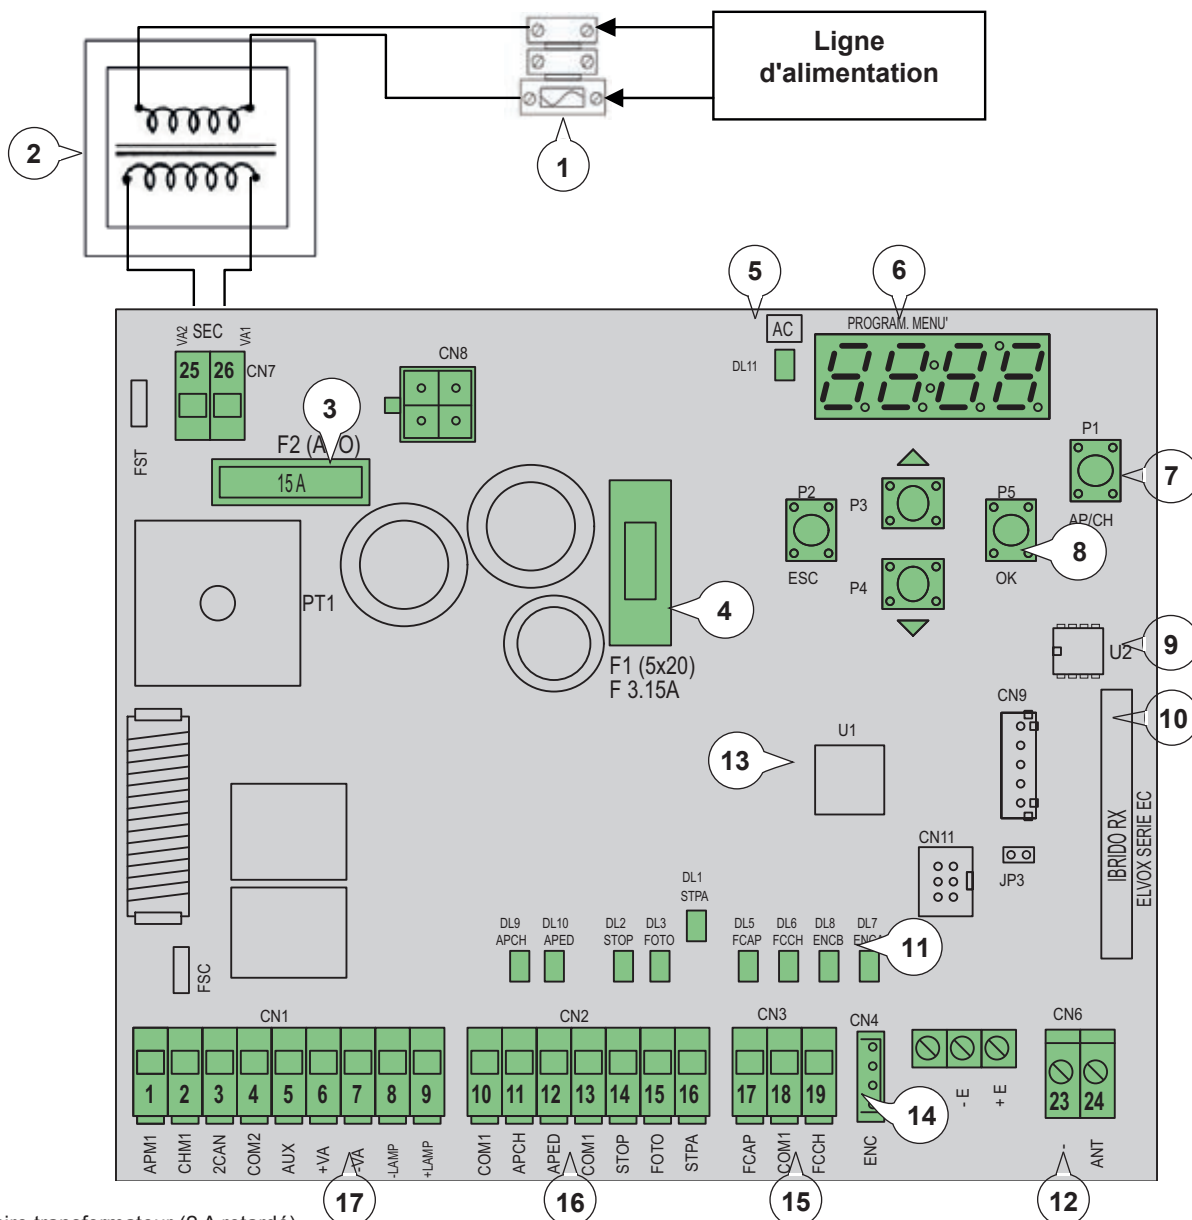 Ligne
d'alimentation
1
2
5
6
VA2 SEC VA1
25 26 CN7
FST
CN8
AC
DL11
PROGRAM. MENU'
3
F2 (A O)
15 A
P1
7
AP/CH
P2
ESC
P3
P4
P5
8
OK
PT1
4
F1 (5x20)
F 3.15A
9
U2
CN9
10
U1
13
IBRIDO RX
ELVOX SERIE EC
CN11
JP3
DL1
STPA
DL9
APCH
DL10
APED
DL2
STOP
DL3
FOTO
DL5
FCAP
DL6
FCCH
DL8
ENCB
DL7
11
FSC
CN1
CN2
CN3
CN4
CN6
1 2 3 4 5 6 7 8 9
10 11 12 13 14 15 16
17 18 19
14
- E
+ E
23 24
APM1 CHM1 2CAN COM2 AUX +VA -VA -LAMP +LAMP
COM1 APCH APED COM1 STOP FOTO STPA
FCAP COM1 FCCH
ENC
- ANT
17
16
15
12